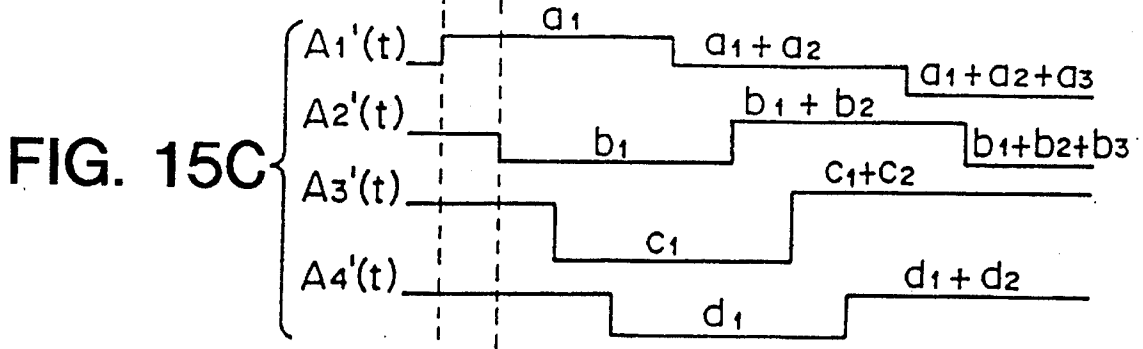 FIG. 15C
A1'(t) a1 a1+a2 a1+a2+a3
A2'(t) b1 b1+b2 b1+b2+b3
A3'(t) c1 c1+c2
A4'(t) d1 d1+d2